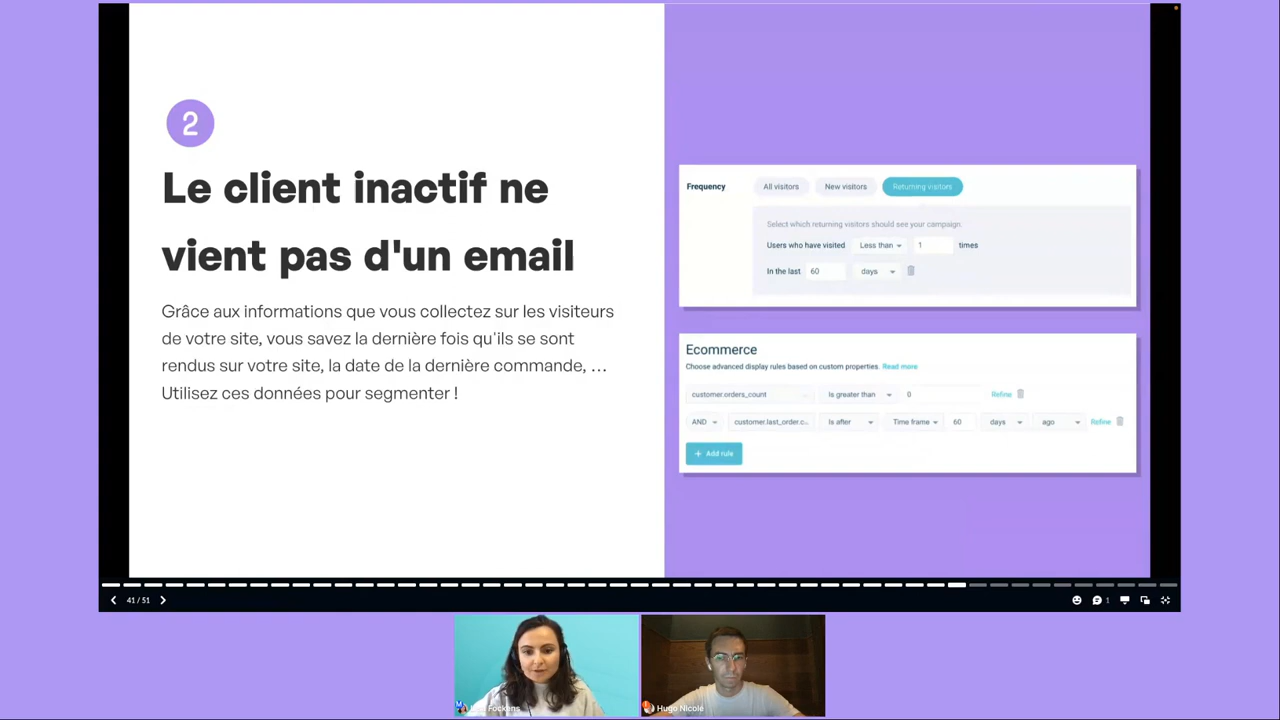 2
Le client inactif ne
vient pas d'un email
Grâce aux informations que vous collectez sur les visiteurs
de votre site, vous savez la dernière fois qu'ils se sont
rendus sur votre site, la date de la dernière commande, ...
Utilisez ces données pour segmenter !
Frequency All visitors New visitors Returning visitors
Select which returning visitors should see your campaign:
Users who have visited Less than 1 times
In the last 60 days
Ecommerce
Choose advanced display rules based on custom properties. Read more
customer.orders_count Is greater than 0 Refine
AND customer.last_order.c... Is after Time frame 60 days ago Refine
+ Add rule
41 / 51
1
Fockens
Hugo Nicolé